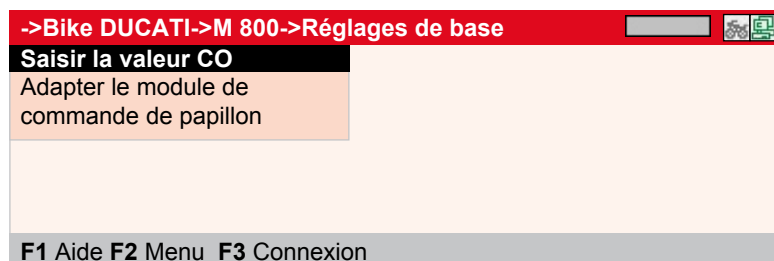 ->Bike DUCATI->M 800->Réglages de base
Saisir la valeur CO
Adapter le module de
commande de papillon
F1 Aide F2 Menu F3 Connexion